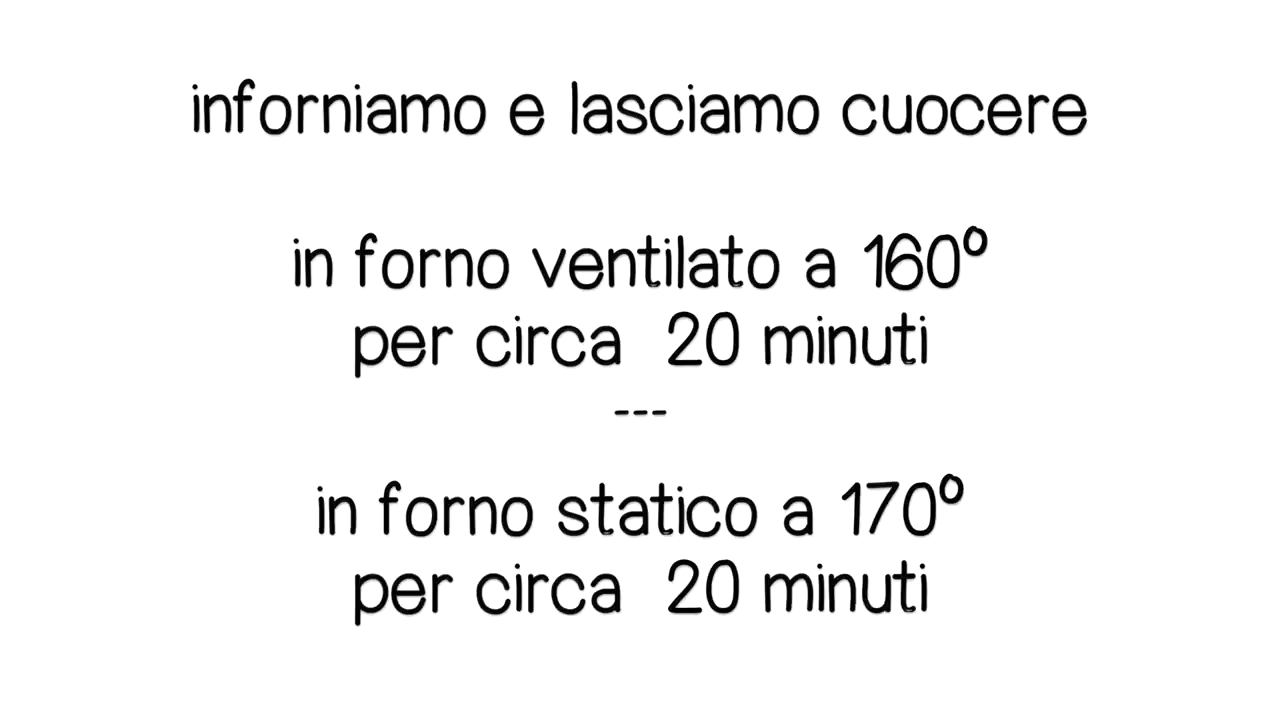 inforniamo e lasciamo cuocere
in forno ventilato a 160°
per circa 20 minuti
---
in forno statico a 170°
per circa 20 minuti